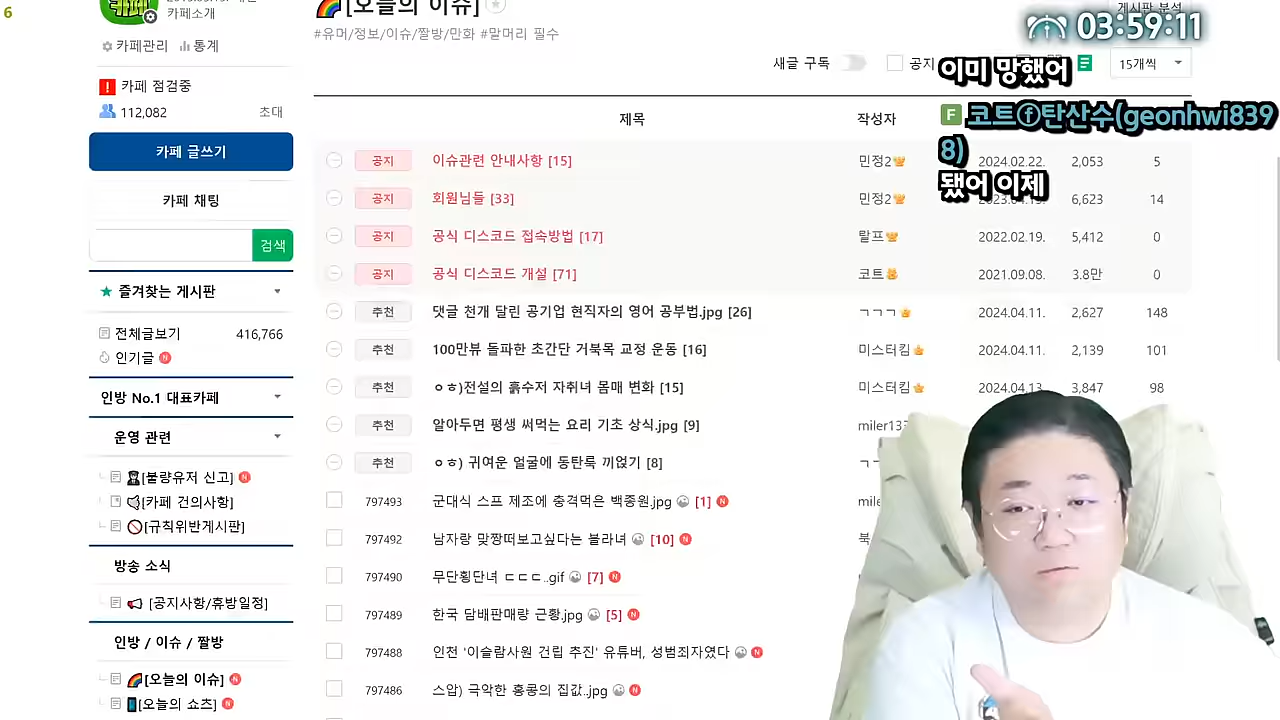 6
카페
카페소개
카페관리 통계
카페 점검중
112,082 초대
카페 글쓰기
카페 채팅
검색
★ 즐겨찾는 게시판
전체글보기 416,766
인기글 N
인방 No.1 대표카페
운영 관련
[불량유저 신고] N
[카페 건의사항]
[규칙위반게시판]
방송 소식
[공지사항/휴방일정]
인방 / 이슈 / 짤방
[오늘의 이슈] N
[오늘의 쇼츠] N
[오늘의 이슈]
#유머/정보/이슈/짤방/만화 #말머리 필수
게시판 분석
03:59:11
새글 구독 공지
15개씩
이미 망했어
F 코트ⓕ탄산수(geonhwi839
8)
됐어 이제
제목 작성자
공지 이슈관련 안내사항 [15] 민정2 2024.02.22. 2,053 5
공지 회원님들 [33] 민정2 6,623 14
공지 공식 디스코드 접속방법 [17] 랄프 2022.02.19. 5,412 0
공지 공식 디스코드 개설 [71] 코트 2021.09.08. 3.8만 0
추천 댓글 천개 달린 공기업 현직자의 영어 공부법.jpg [26] ㄱㄱㄱ 2024.04.11. 2,627 148
추천 100만뷰 돌파한 초간단 거북목 교정 운동 [16] 미스터킴 2024.04.11. 2,139 101
추천 ㅇㅎ)전설의 흙수저 자취녀 몸매 변화 [15] 미스터킴 2024.04.13. 3,847 98
추천 알아두면 평생 써먹는 요리 기초 상식.jpg [9] miler137
추천 ㅇㅎ) 귀여운 얼굴에 동탄룩 끼얹기 [8] ㄱㄱ
797493 군대식 스프 제조에 충격먹은 백종원.jpg [1] N mile
797492 남자랑 맞짱떠보고싶다는 블라녀 [10] N 북
797490 무단횡단녀 ㄷㄷㄷ..gif [7] N
797489 한국 담배판매량 근황.jpg [5] N
797488 인천 '이슬람사원 건립 추진' 유튜버, 성범죄자였다 N
797486 스압) 극악한 홍콩의 집값..jpg N